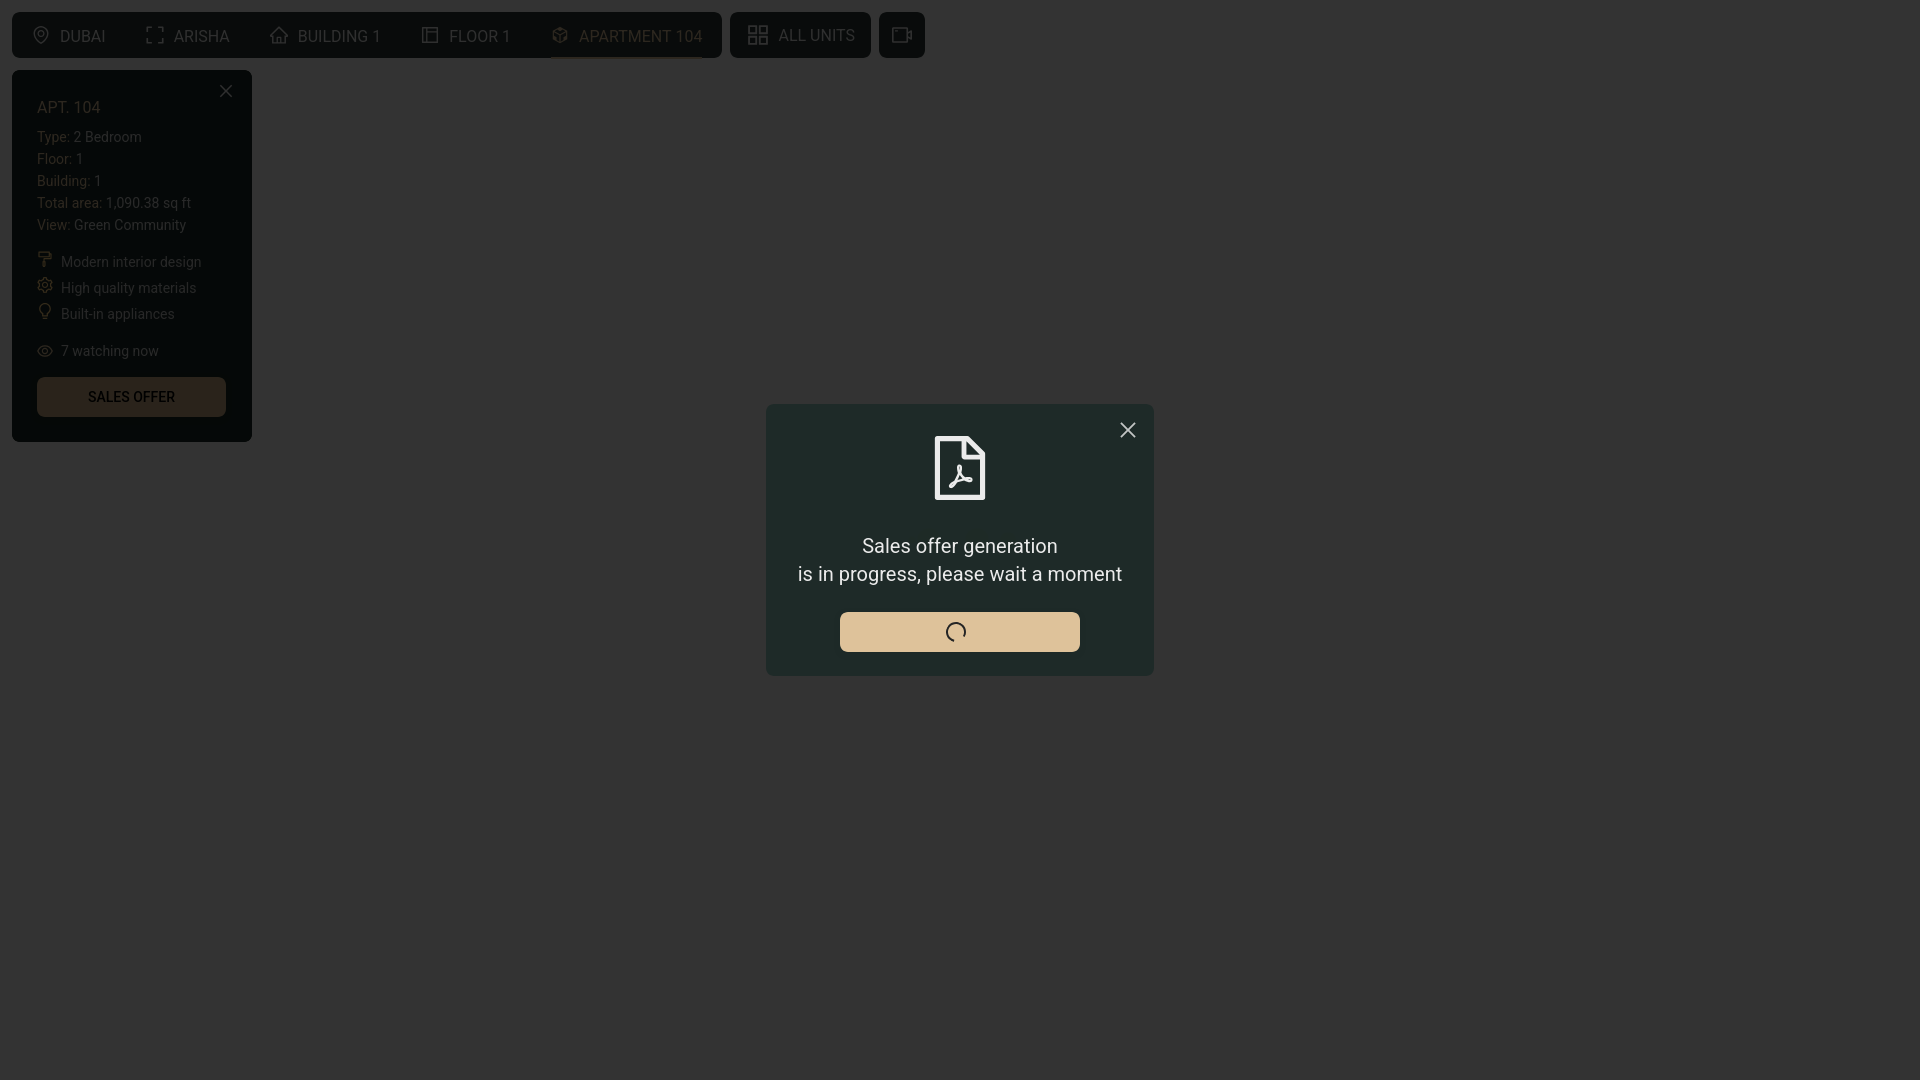 DUBAI
ARISHA
BUILDING 1
FLOOR 1
APARTMENT 104
ALL UNITS
APT. 104
Type: 2 Bedroom
Floor: 1
Building: 1
Total area: 1,090.38 sq ft
View: Green Community
Modern interior design
High quality materials
Built-in appliances
7 watching now
SALES OFFER
Sales offer generation
is in progress, please wait a moment